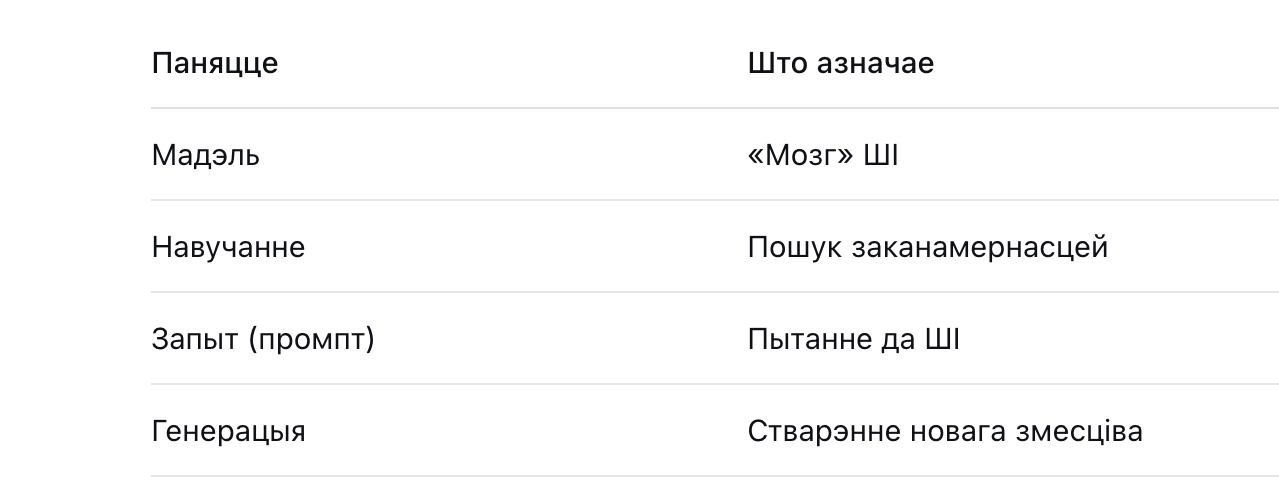 Паняцце Што азначае
Мадэль «Мозг» ШІ
Навучанне Пошук заканамернасцей
Запыт (промпт) Пытанне да ШІ
Генерацыя Стварэнне новага змесціва